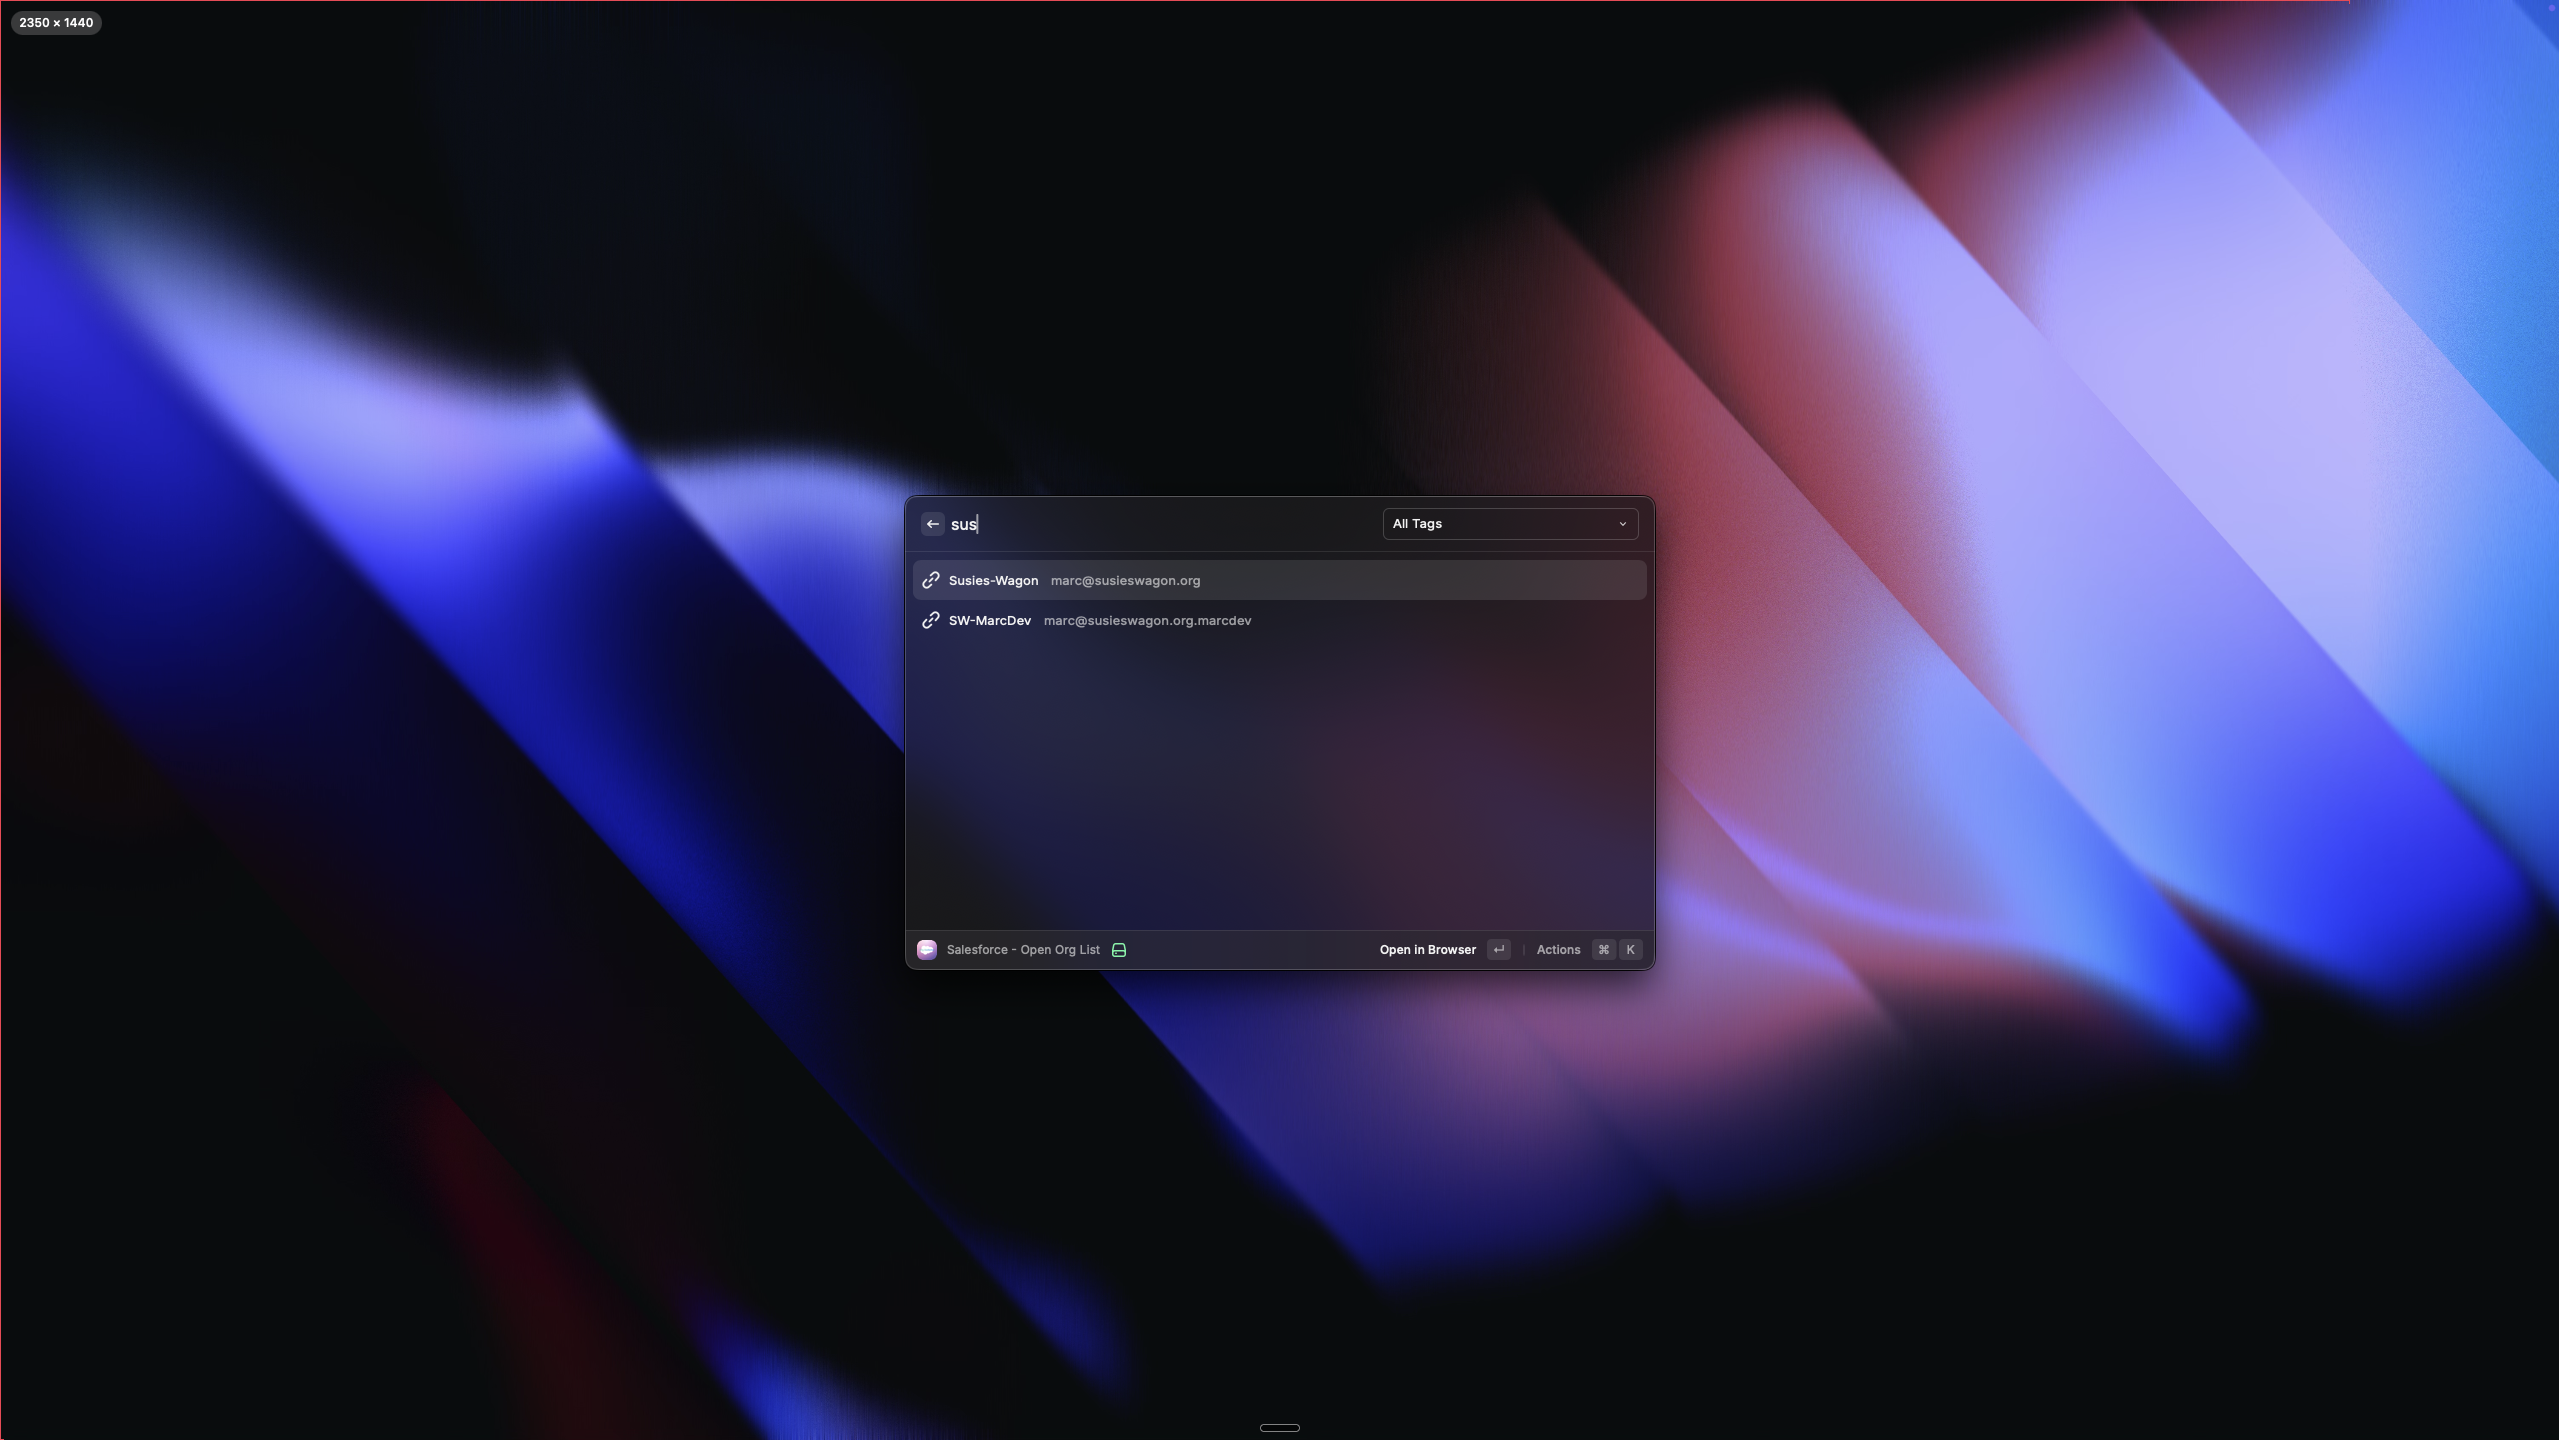 2350 × 1440
sus
All Tags
Susies-Wagon marc@susieswagon.org
SW-MarcDev marc@susieswagon.org.marcdev
Salesforce - Open Org List Open in Browser ↵ Actions ⌘ K